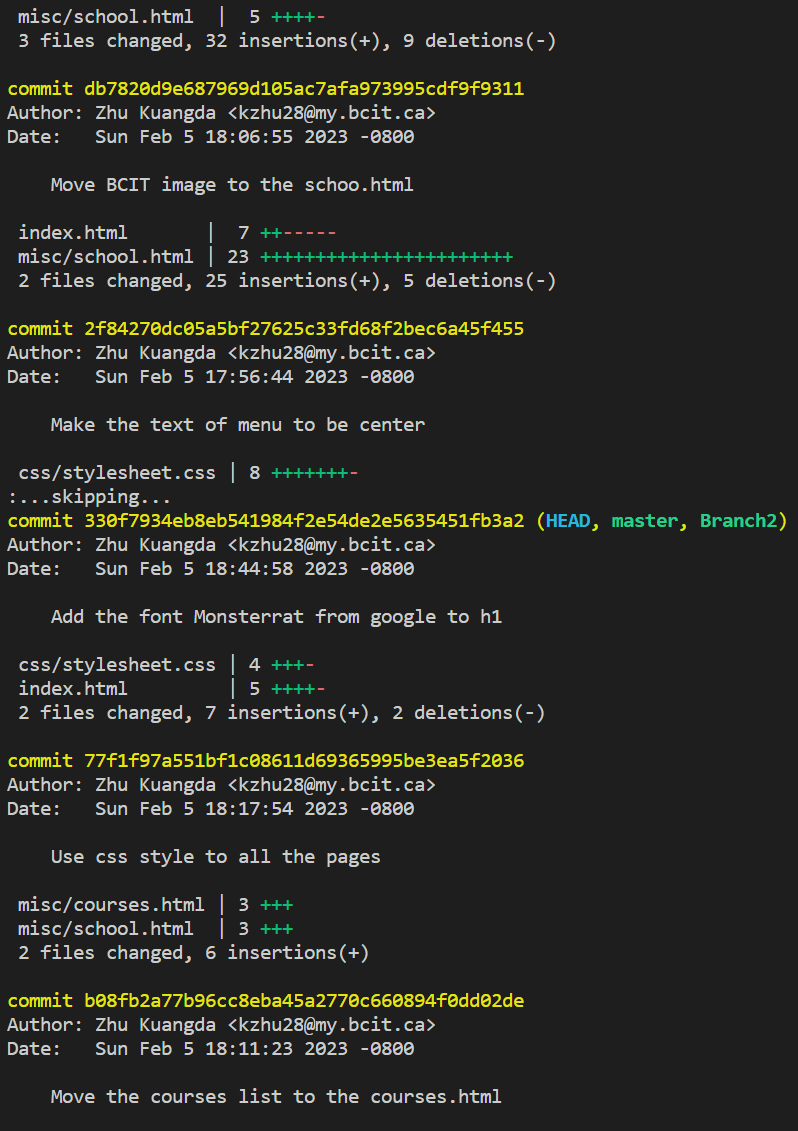 misc/school.html  |  5 ++++-
3 files changed, 32 insertions(+), 9 deletions(-)
commit db7820d9e687969d105ac7afa973995cdf9f9311
Author: Zhu Kuangda <kzhu28@my.bcit.ca>
Date:   Sun Feb 5 18:06:55 2023 -0800
Move BCIT image to the schoo.html
index.html       |  7 ++-----
misc/school.html | 23 +++++++++++++++++++++++
2 files changed, 25 insertions(+), 5 deletions(-)
commit 2f84270dc05a5bf27625c33fd68f2bec6a45f455
Author: Zhu Kuangda <kzhu28@my.bcit.ca>
Date:   Sun Feb 5 17:56:44 2023 -0800
Make the text of menu to be center
css/stylesheet.css | 8 +++++++-
:...skipping...
commit 330f7934eb8eb541984f2e54de2e5635451fb3a2 (HEAD, master, Branch2)
Author: Zhu Kuangda <kzhu28@my.bcit.ca>
Date:   Sun Feb 5 18:44:58 2023 -0800
Add the font Monsterrat from google to h1
css/stylesheet.css | 4 +++-
index.html         | 5 ++++-
2 files changed, 7 insertions(+), 2 deletions(-)
commit 77f1f97a551bf1c08611d69365995be3ea5f2036
Author: Zhu Kuangda <kzhu28@my.bcit.ca>
Date:   Sun Feb 5 18:17:54 2023 -0800
Use css style to all the pages
misc/courses.html | 3 +++
misc/school.html  | 3 +++
2 files changed, 6 insertions(+)
commit b08fb2a77b96cc8eba45a2770c660894f0dd02de
Author: Zhu Kuangda <kzhu28@my.bcit.ca>
Date:   Sun Feb 5 18:11:23 2023 -0800
Move the courses list to the courses.html